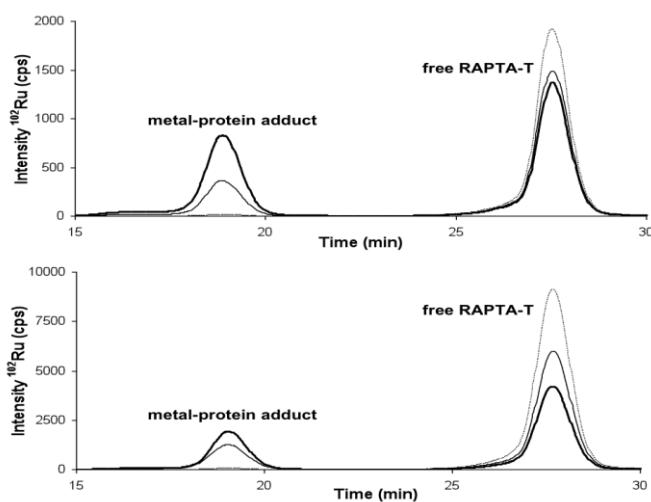 2000
1500
1000
500
0
Intensity ¹⁰²Ru (cps)
free RAPTA-T
metal-protein adduct
15
20
25
30
Time (min)
10000
7500
5000
2500
0
Intensity ¹⁰²Ru (cps)
free RAPTA-T
metal-protein adduct
15
20
25
30
Time (min)